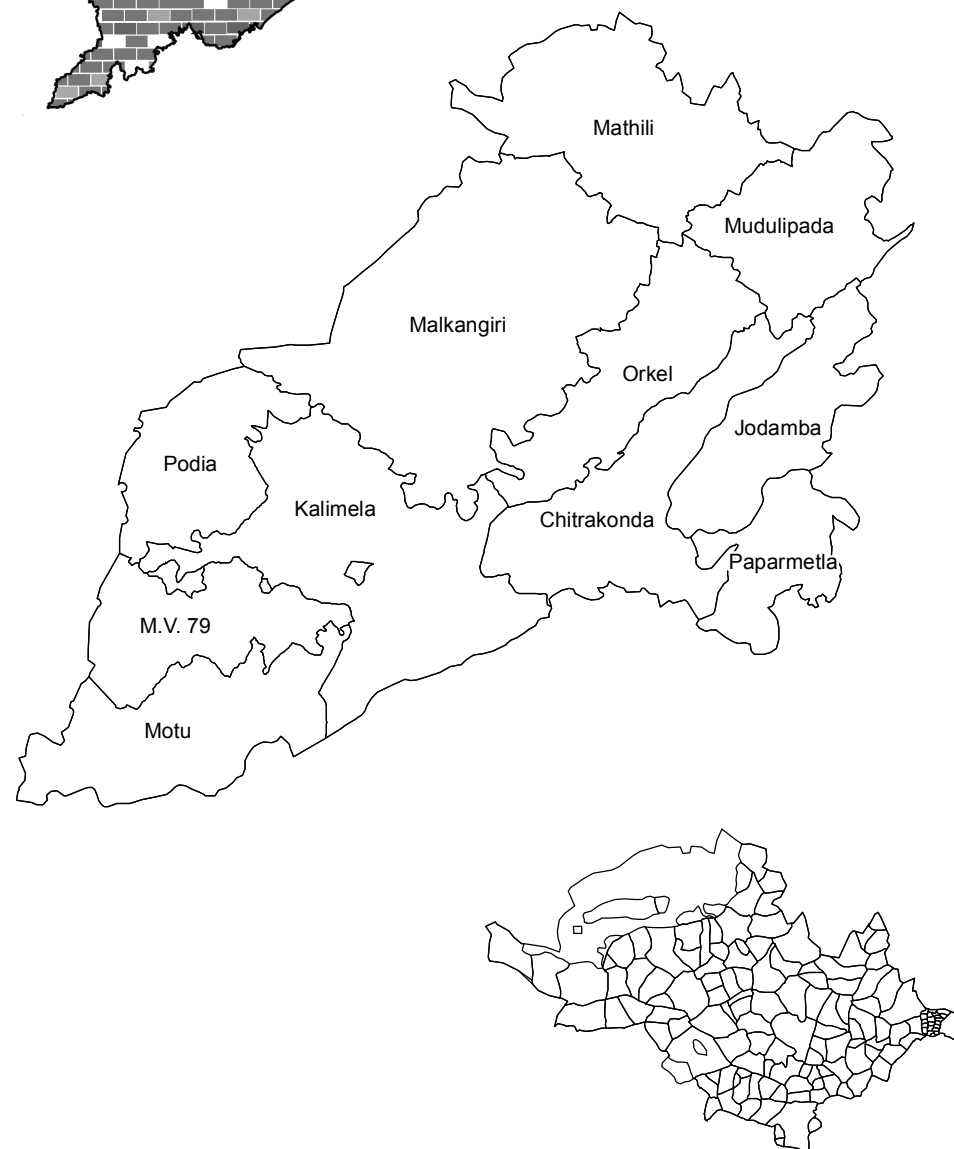 Mathili
Mudulipada
Malkangiri
Orkel
Jodamba
Podia
Kalimela
Chitrakonda
Paparmetla
M.V. 79
Motu